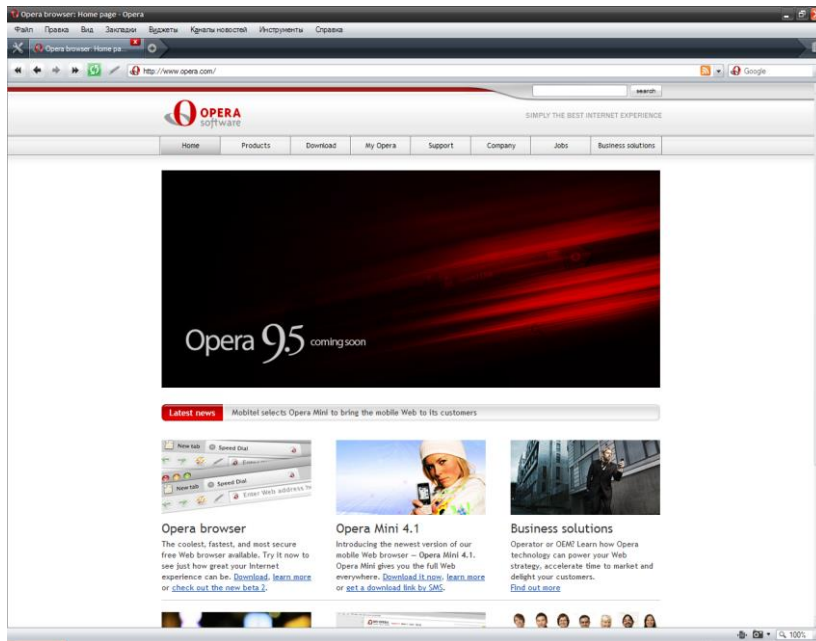 Opera browser: Home page - Opera
Файл Правка Вид Закладки Виджеты Каналы новостей Инструменты Справка
Opera browser: Home pa...
http://www.opera.com/
Google
search
OPERA
software
SIMPLY THE BEST INTERNET EXPERIENCE
Home Products Download My Opera Support Company Jobs Business solutions
Opera 9.5 coming soon
Latest news Mobitel selects Opera Mini to bring the mobile Web to its customers
New tab Speed Dial
New tab Speed Dial
Enter Web address
Opera browser
The coolest, fastest, and most secure
free Web browser available. Try it now to
see just how great your Internet
experience can be. Download, learn more
or check out the new beta 2.
Opera Mini 4.1
Introducing the newest version of our
mobile Web browser — Opera Mini 4.1.
Opera Mini gives you the full Web
everywhere. Download it now, learn more
or get a download link by SMS.
Business solutions
Operator or OEM? Learn how Opera
technology can power your Web
strategy, accelerate time to market and
delight your customers.
Find out more
100%